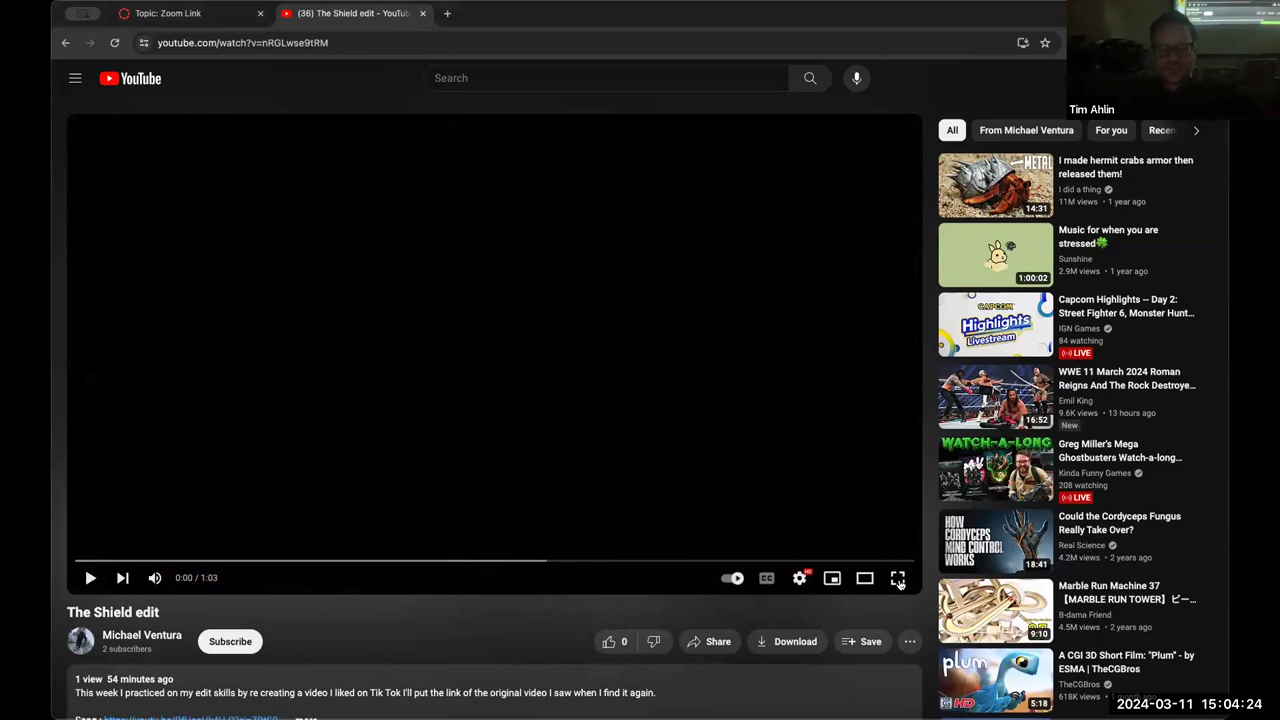 Topic: Zoom Link
(36) The Shield edit - YouTub
youtube.com/watch?v=nRGLwse9tRM
YouTube
Search
Tim Ahlin
All
From Michael Ventura
For you
Recen
METAL
14:31
I made hermit crabs armor then
released them!
I did a thing
11M views • 1 year ago
1:00:02
Music for when you are
stressed🍀
Sunshine
2.9M views • 1 year ago
CAPCOM
Highlights
Livestream
Capcom Highlights -- Day 2:
Street Fighter 6, Monster Hunt...
IGN Games
84 watching
LIVE
16:52
WWE 11 March 2024 Roman
Reigns And The Rock Destroye...
Emil King
9.6K views • 13 hours ago
New
WATCH-A-LONG
Greg Miller's Mega
Ghostbusters Watch-a-long...
Kinda Funny Games
208 watching
LIVE
HOW
CORDYCEPS
MIND CONTROL
WORKS
18:41
Could the Cordyceps Fungus
Really Take Over?
Real Science
4.2M views • 2 years ago
9:10
Marble Run Machine 37
【MARBLE RUN TOWER】ビー...
B-dama Friend
4.5M views • 2 years ago
plum
HD
5:18
A CGI 3D Short Film: "Plum" - by
ESMA | TheCGBros
TheCGBros
618K views
0:00 / 1:03
CC
HD
The Shield edit
Michael Ventura
2 subscribers
Subscribe
0
Share
Download
Save
1 view 54 minutes ago
This week I practiced on my edit skills by re creating a video I liked on Tik Tok I'll put the link of the original video I saw when I find it again.
2024-03-11 15:04:24